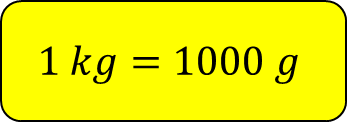 1 kg = 1000 g